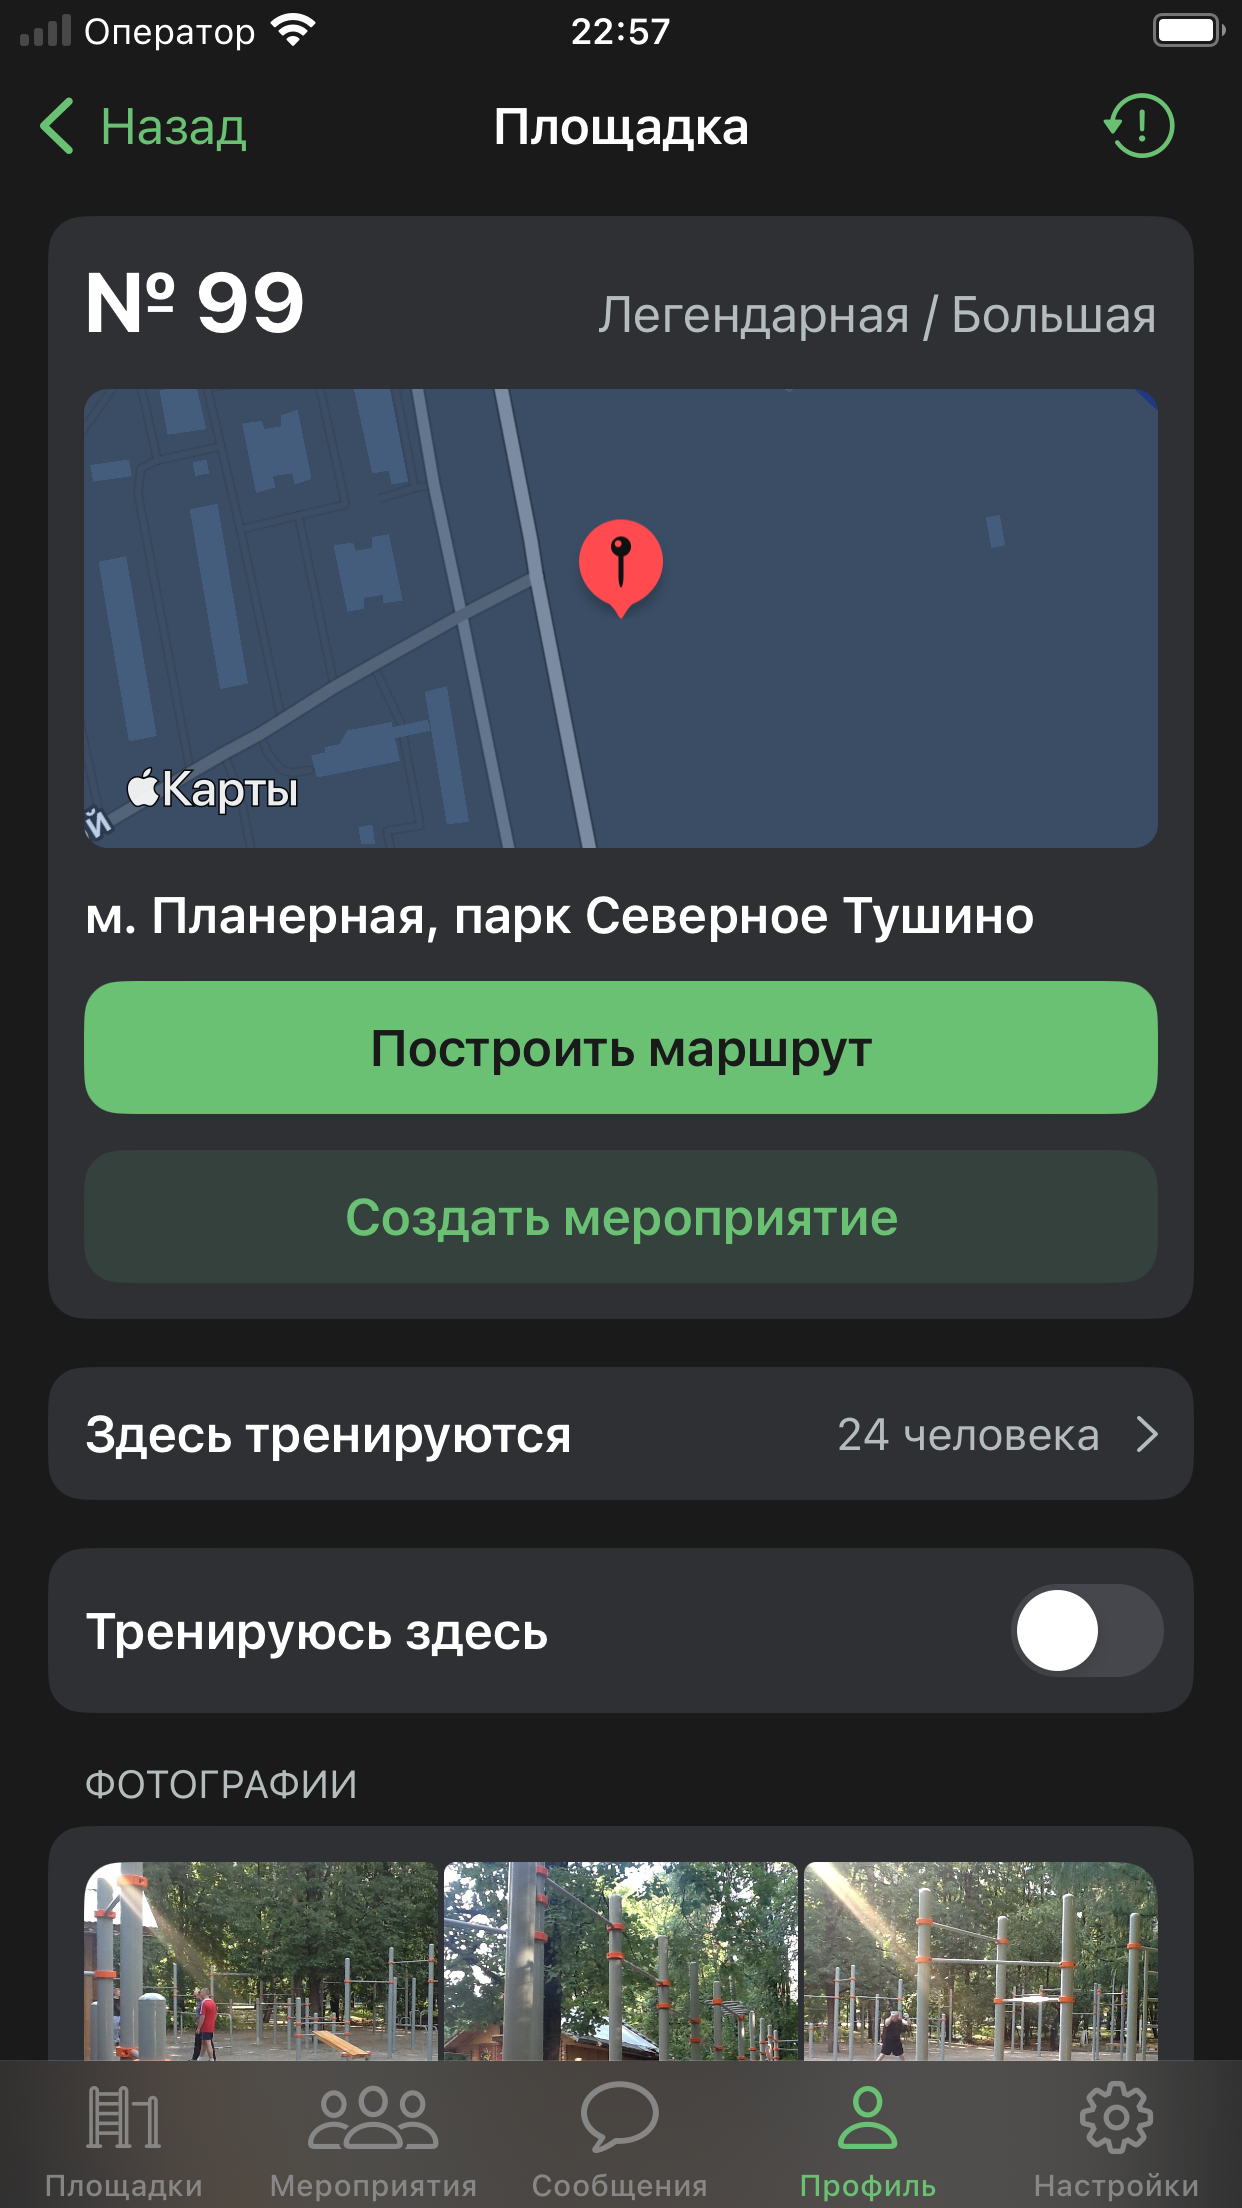 Оператор 22:57
Назад Площадка
№ 99 Легендарная / Большая
Карты
й
м. Планерная, парк Северное Тушино
Построить маршрут
Создать мероприятие
Здесь тренируются 24 человека
Тренируюсь здесь
ФОТОГРАФИИ
Площадки Мероприятия Сообщения Профиль Настройки